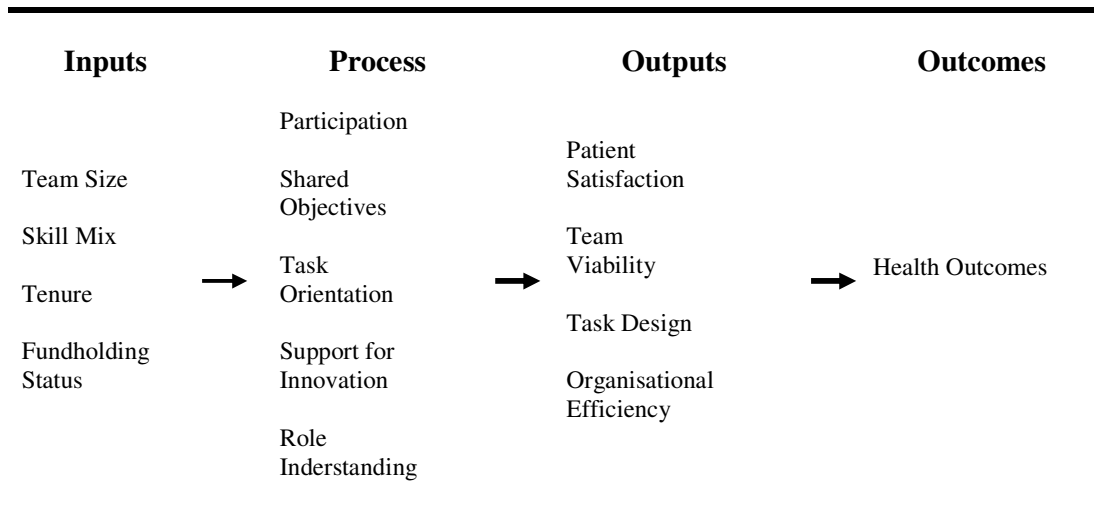 Inputs
Process
Outputs
Outcomes
Team Size
Skill Mix
Tenure
Fundholding
Status
Participation
Shared
Objectives
Task
Orientation
Support for
Innovation
Role
Inderstanding
Patient
Satisfaction
Team
Viability
Task Design
Organisational
Efficiency
Health Outcomes